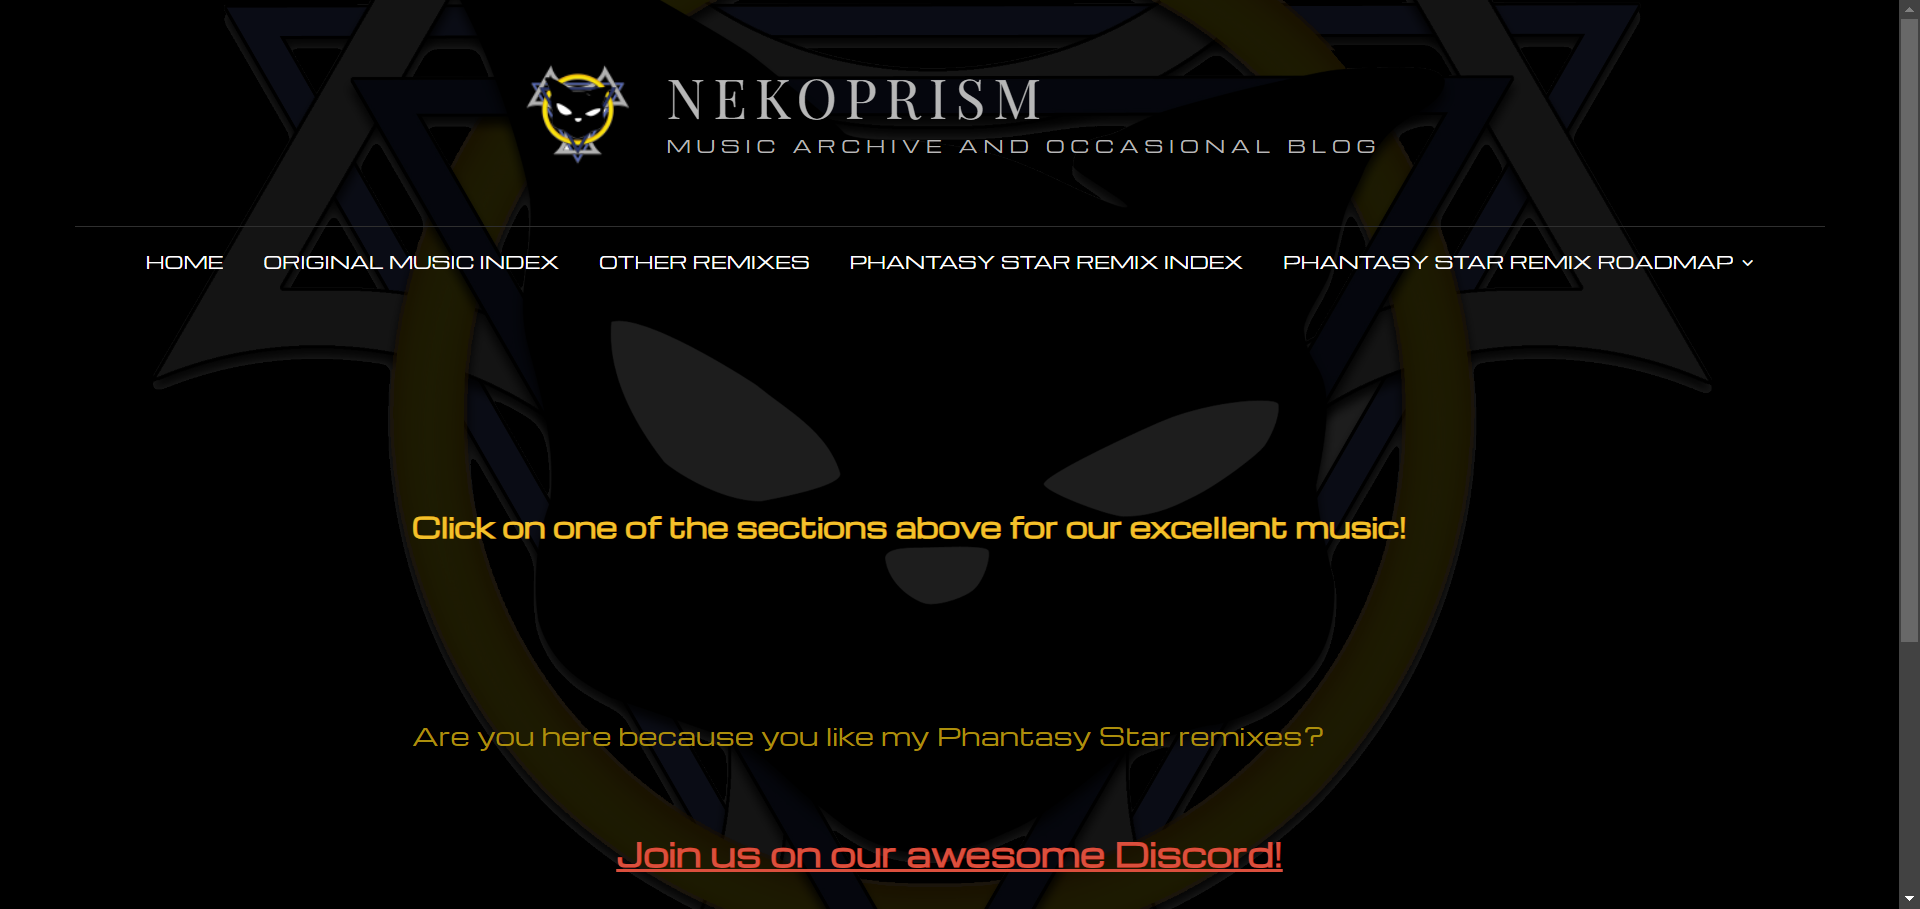 NEKOPRISM
MUSIC ARCHIVE AND OCCASIONAL BLOG
HOME ORIGINAL MUSIC INDEX OTHER REMIXES PHANTASY STAR REMIX INDEX PHANTASY STAR REMIX ROADMAP
Click on one of the sections above for our excellent music!
Are you here because you like my Phantasy Star remixes?
Join us on our awesome Discord!